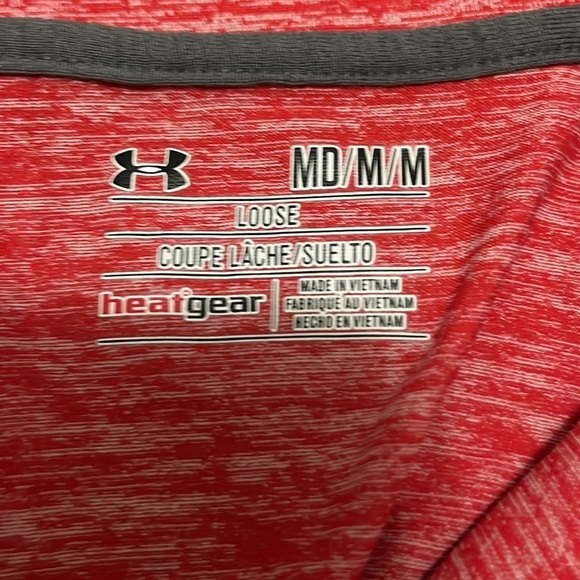 MD/M/M
LOOSE
COUPE LÂCHE/SUELTO
heatgear
MADE IN VIETNAM
FABRIQUÉ AU VIETNAM
HECHO EN VIETNAM